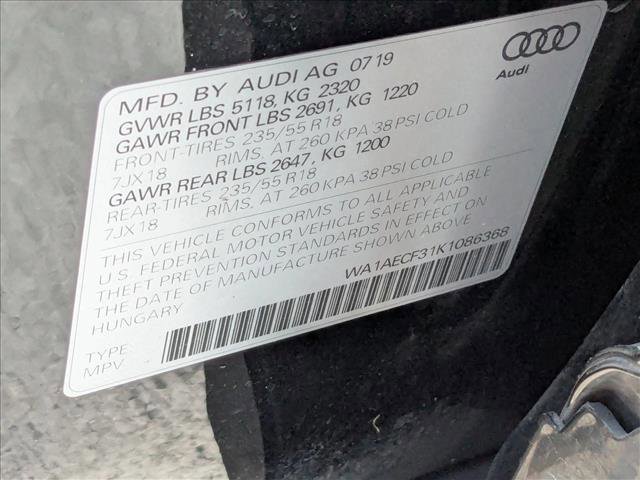 MFD. BY AUDI AG 07 19
GVWR LBS 5118, KG 2320
GAWR FRONT LBS 2691, KG 1220
FRONT-TIRES 235/55 R18
7JX18 RIMS. AT 260 KPA 38 PSI COLD
GAWR REAR LBS 2647, KG 1200
REAR-TIRES 235/55 R18
7JX18 RIMS. AT 260 KPA 38 PSI COLD
THIS VEHICLE CONFORMS TO ALL APPLICABLE
U.S. FEDERAL MOTOR VEHICLE SAFETY AND
THEFT PREVENTION STANDARDS IN EFFECT ON
THE DATE OF MANUFACTURE SHOWN ABOVE
HUNGARY
WA1AECF31K1086368
TYPE
MPV
Audi